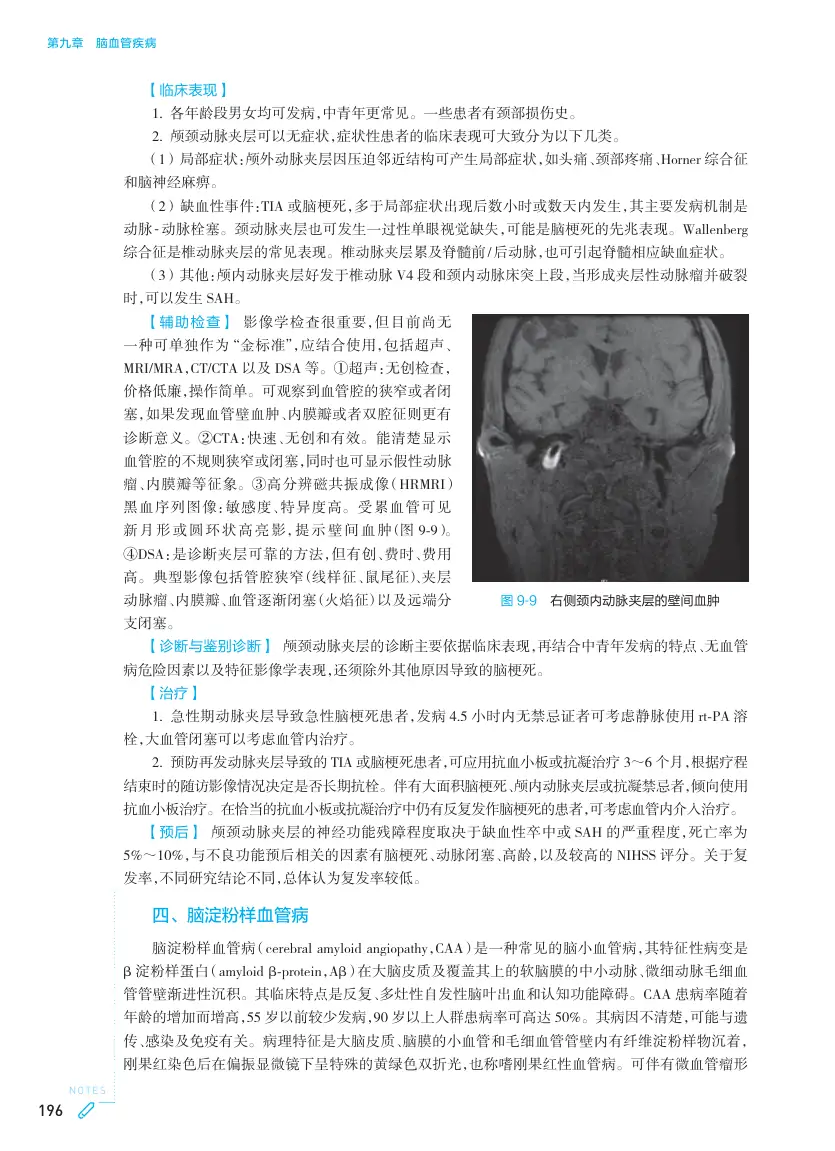 第九章 脑血管疾病
【临床表现】
1. 各年龄段男女均可发病,中青年更常见。一些患者有颈部损伤史。
2. 颅颈动脉夹层可以无症状,症状性患者的临床表现可大致分为以下几类。
(1)局部症状:颅外动脉夹层因压迫邻近结构可产生局部症状,如头痛、颈部疼痛、Horner 综合征
和脑神经麻痹。
(2)缺血性事件:TIA 或脑梗死,多于局部症状出现后数小时或数天内发生,其主要发病机制是
动脉-动脉栓塞。颈动脉夹层也可发生一过性单眼视觉缺失,可能是脑梗死的先兆表现。Wallenberg
综合征是椎动脉夹层的常见表现。椎动脉夹层累及脊髓前/后动脉,也可引起脊髓相应缺血症状。
(3)其他:颅内动脉夹层好发于椎动脉 V4 段和颈内动脉床突上段,当形成夹层性动脉瘤并破裂
时,可以发生 SAH。
【辅助检查】 影像学检查很重要,但目前尚无
一种可单独作为“金标准”,应结合使用,包括超声、
MRI/MRA,CT/CTA 以及 DSA 等。①超声:无创检查,
价格低廉,操作简单。可观察到血管腔的狭窄或者闭
塞,如果发现血管壁血肿、内膜瓣或者双腔征则更有
诊断意义。②CTA:快速、无创和有效。能清楚显示
血管腔的不规则狭窄或闭塞,同时也可显示假性动脉
瘤、内膜瓣等征象。③高分辨磁共振成像(HRMRI)
黑血序列图像:敏感度、特异度高。受累血管可见
新月形或圆环状高亮影,提示壁间血肿(图 9-9)。
④DSA:是诊断夹层可靠的方法,但有创、费时、费用
高。典型影像包括管腔狭窄(线样征、鼠尾征)、夹层
动脉瘤、内膜瓣、血管逐渐闭塞(火焰征)以及远端分
支闭塞。
图 9-9 右侧颈内动脉夹层的壁间血肿
【诊断与鉴别诊断】 颅颈动脉夹层的诊断主要依据临床表现,再结合中青年发病的特点、无血管
病危险因素以及特征影像学表现,还须除外其他原因导致的脑梗死。
【治疗】
1. 急性期动脉夹层导致急性脑梗死患者,发病 4.5 小时内无禁忌证者可考虑静脉使用 rt-PA 溶
栓,大血管闭塞可以考虑血管内治疗。
2. 预防再发动脉夹层导致的 TIA 或脑梗死患者,可应用抗血小板或抗凝治疗 3～6 个月,根据疗程
结束时的随访影像情况决定是否长期抗栓。伴有大面积脑梗死、颅内动脉夹层或抗凝禁忌者,倾向使用
抗血小板治疗。在恰当的抗血小板或抗凝治疗中仍有反复发作脑梗死的患者,可考虑血管内介入治疗。
【预后】 颅颈动脉夹层的神经功能残障程度取决于缺血性卒中或 SAH 的严重程度,死亡率为
5%～10%,与不良功能预后相关的因素有脑梗死、动脉闭塞、高龄,以及较高的 NIHSS 评分。关于复
发率,不同研究结论不同,总体认为复发率较低。
四、脑淀粉样血管病
脑淀粉样血管病(cerebral amyloid angiopathy,CAA)是一种常见的脑小血管病,其特征性病变是
β 淀粉样蛋白(amyloid β-protein,Aβ)在大脑皮质及覆盖其上的软脑膜的中小动脉、微细动脉毛细血
管管壁渐进性沉积。其临床特点是反复、多灶性自发性脑叶出血和认知功能障碍。CAA 患病率随着
年龄的增加而增高,55 岁以前较少发病,90 岁以上人群患病率可高达 50%。其病因不清楚,可能与遗
传、感染及免疫有关。病理特征是大脑皮质、脑膜的小血管和毛细血管管壁内有纤维淀粉样物沉着,
刚果红染色后在偏振显微镜下呈特殊的黄绿色双折光,也称嗜刚果红性血管病。可伴有微血管瘤形
NOTES
196